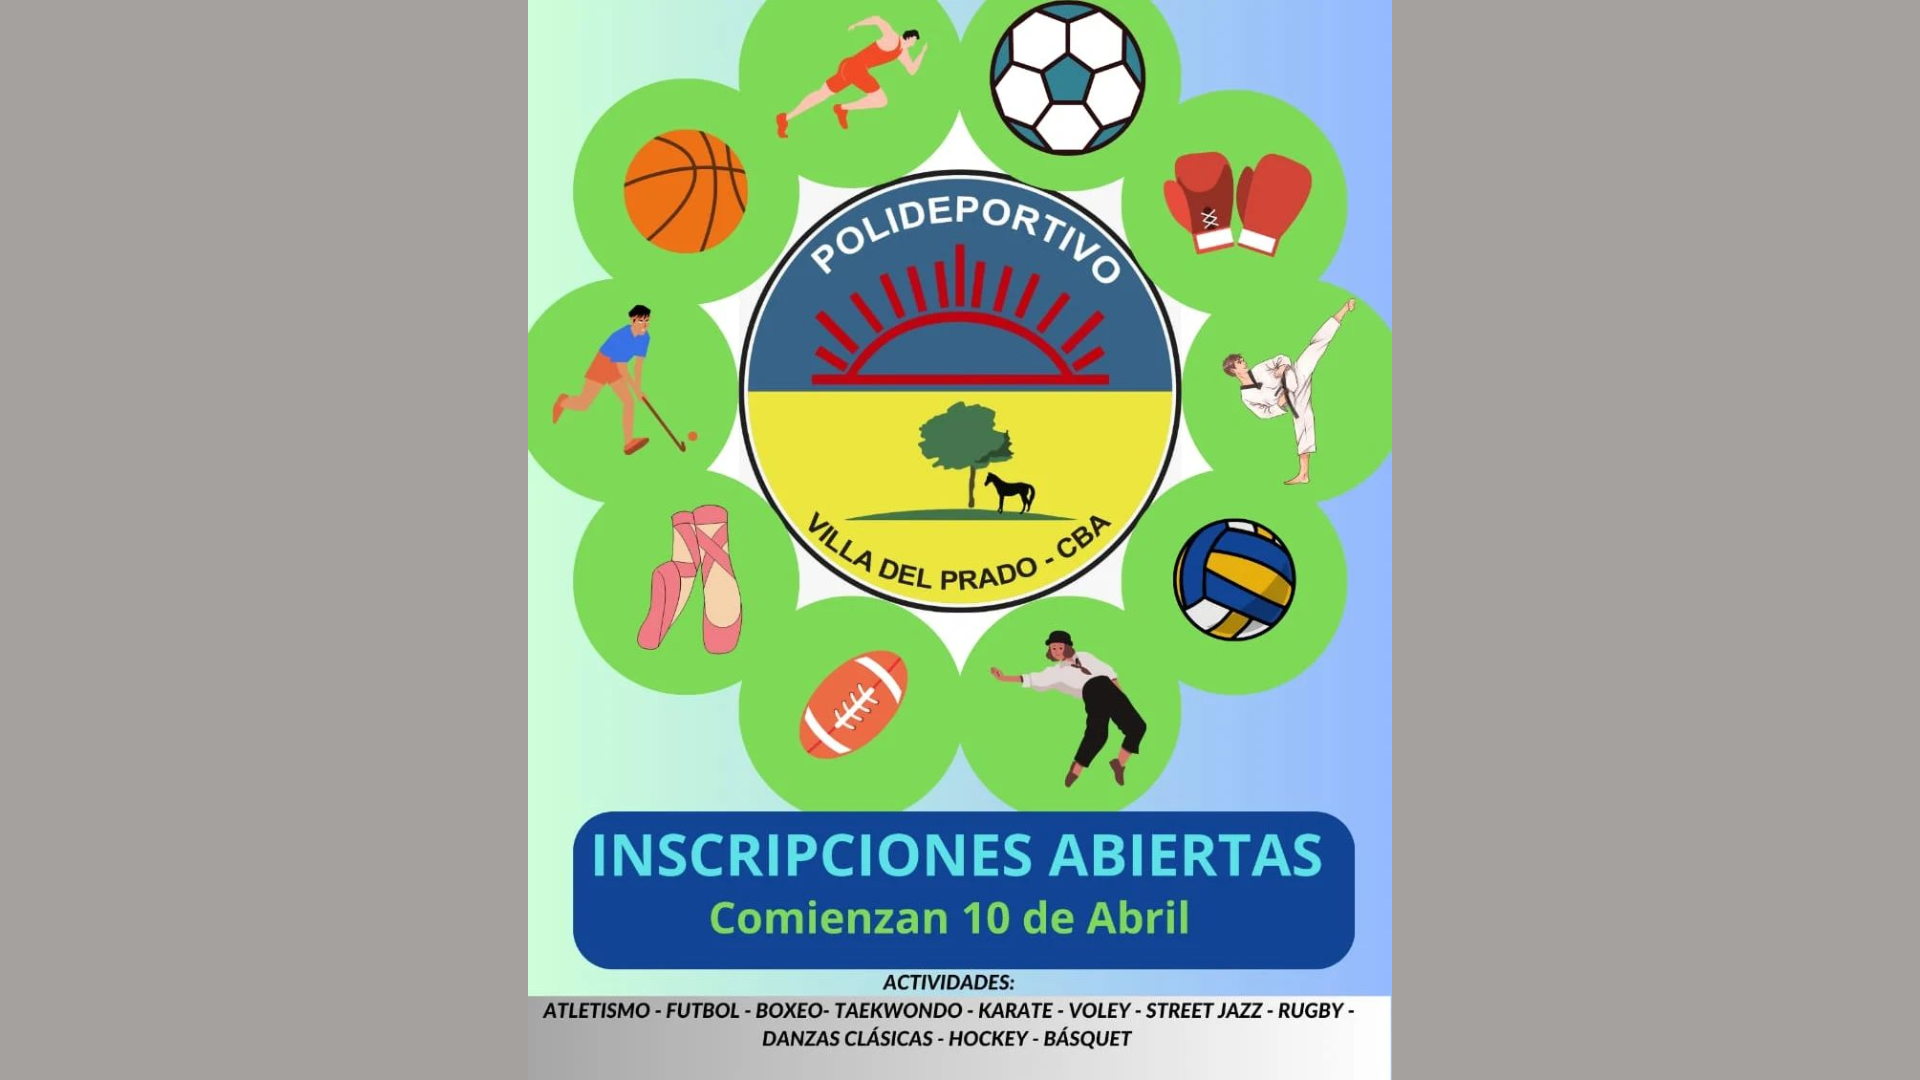 POLIDEPORTIVO
VILLA DEL PRADO - CBA
INSCRIPCIONES ABIERTAS
Comienzan 10 de Abril
ACTIVIDADES:
ATLETISMO - FUTBOL - BOXEO- TAEKWONDO - KARATE - VOLEY - STREET JAZZ - RUGBY -
DANZAS CLÁSICAS - HOCKEY - BÁSQUET